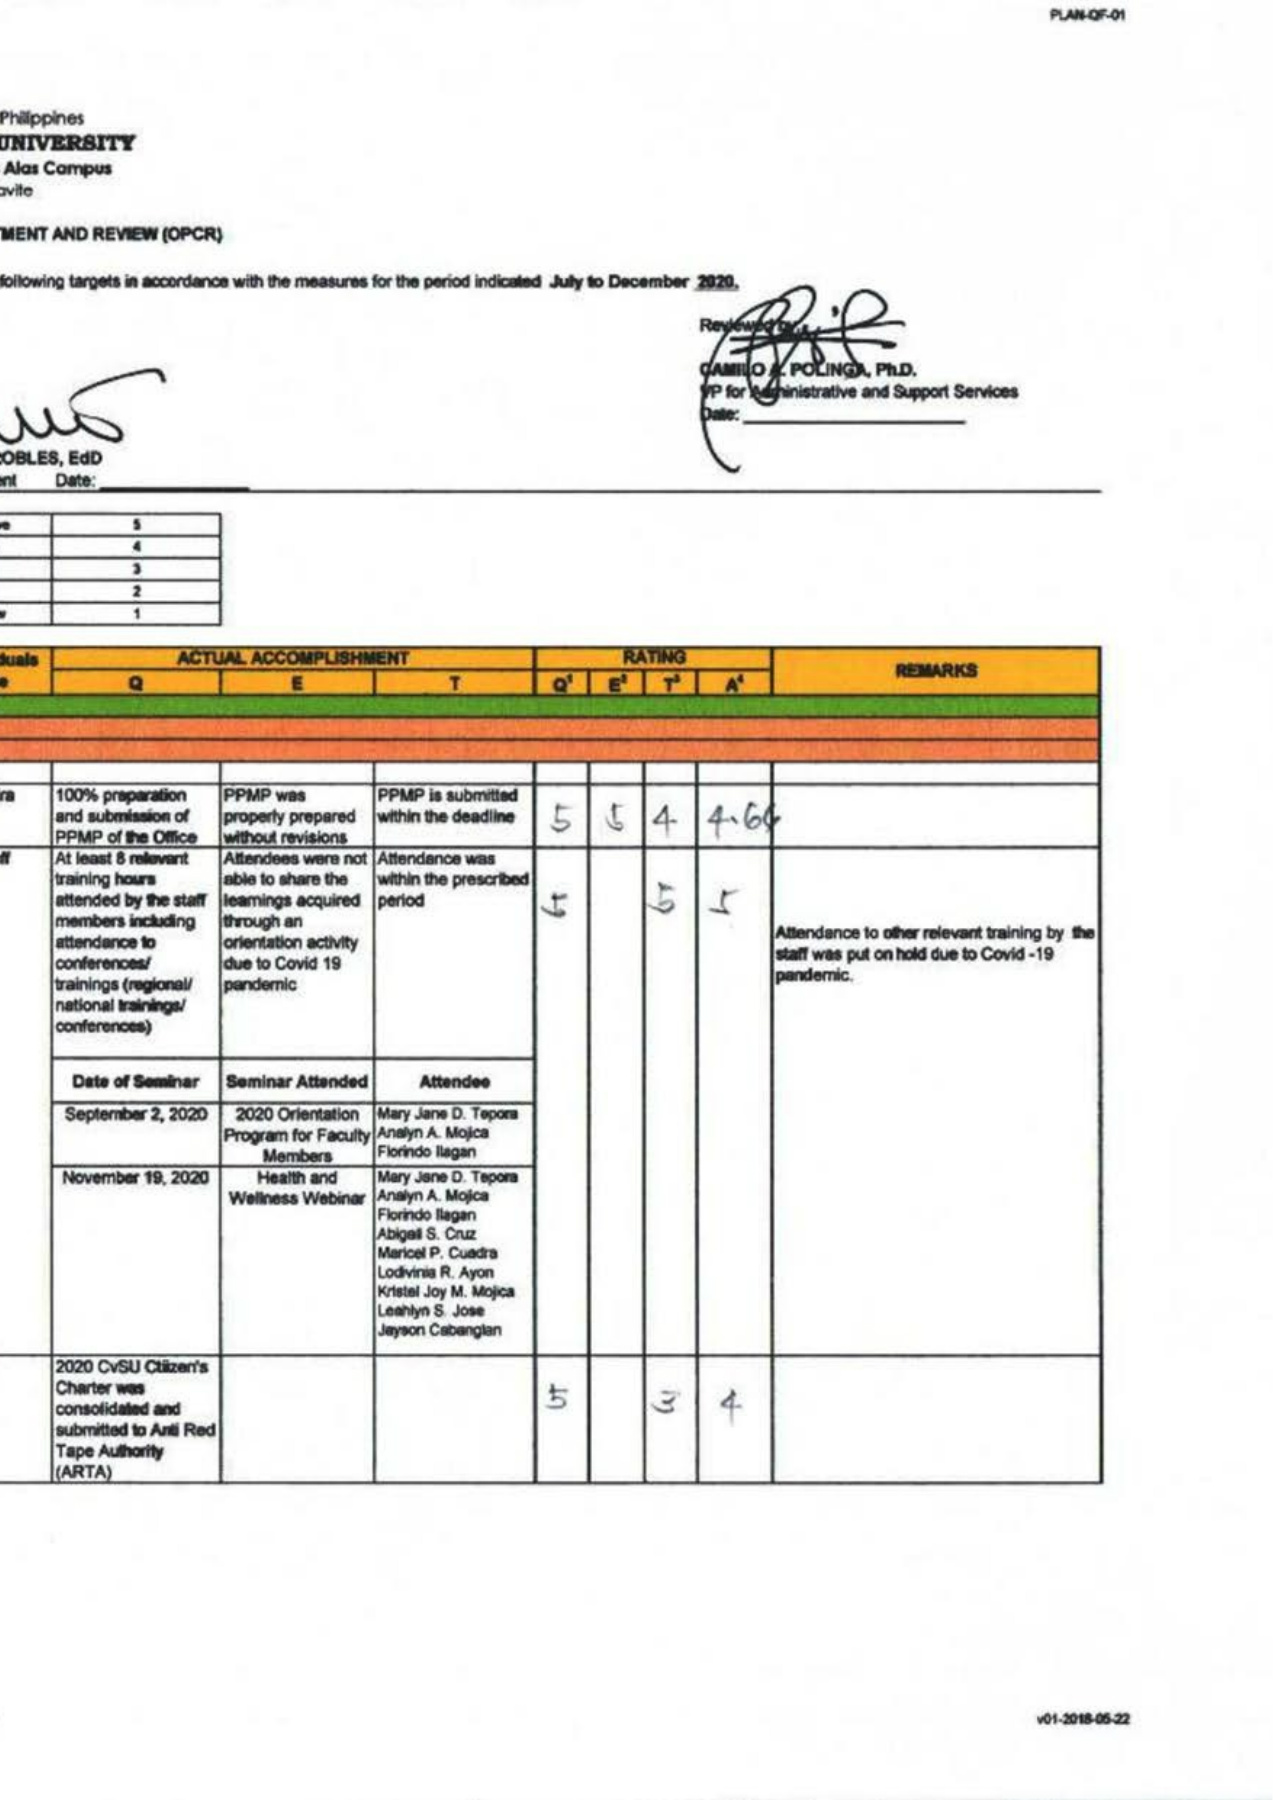 PLAN-QF-01
Philippines
UNIVERSITY
Alas Campus
avite
MENT AND REVIEW (OPCR)
following targets in accordance with the measures for the period indicated July to December 2020.
Reviewed by:
CAMILO A. POLINGA, Ph.D.
VP for Administrative and Support Services
Date:
OBLES, EdD
ent Date:
5
4
3
2
1
duals
ACTUAL ACCOMPLISHMENT
RATING
REMARKS
Q E T Q¹ E² T³ A⁴
ra
100% preparation
and submission of
PPMP of the Office
PPMP was
properly prepared
without revisions
PPMP is submitted
within the deadline
5 5 4 4.66
ff
At least 8 relevant
training hours
attended by the staff
members including
attendance to
conferences/
trainings (regional/
national trainings/
conferences)
Attendees were not
able to share the
learnings acquired
through an
orientation activity
due to Covid 19
pandemic
Attendance was
within the prescribed
period
5 5 5
Attendance to other relevant training by the
staff was put on hold due to Covid -19
pandemic.
Date of Seminar
Seminar Attended
Attendee
September 2, 2020
2020 Orientation
Program for Faculty
Members
Mary Jane D. Tepora
Analyn A. Mojica
Florindo Ilagan
November 19, 2020
Health and
Wellness Webinar
Mary Jane D. Tepora
Analyn A. Mojica
Florindo Ilagan
Abigail S. Cruz
Maricel P. Cuadra
Lodivinia R. Ayon
Kristel Joy M. Mojica
Leahlyn S. Jose
Jayson Cabanglan
2020 CvSU Citizen's
Charter was
consolidated and
submitted to Anti Red
Tape Authority
(ARTA)
5 3 4
v01-2018-05-22